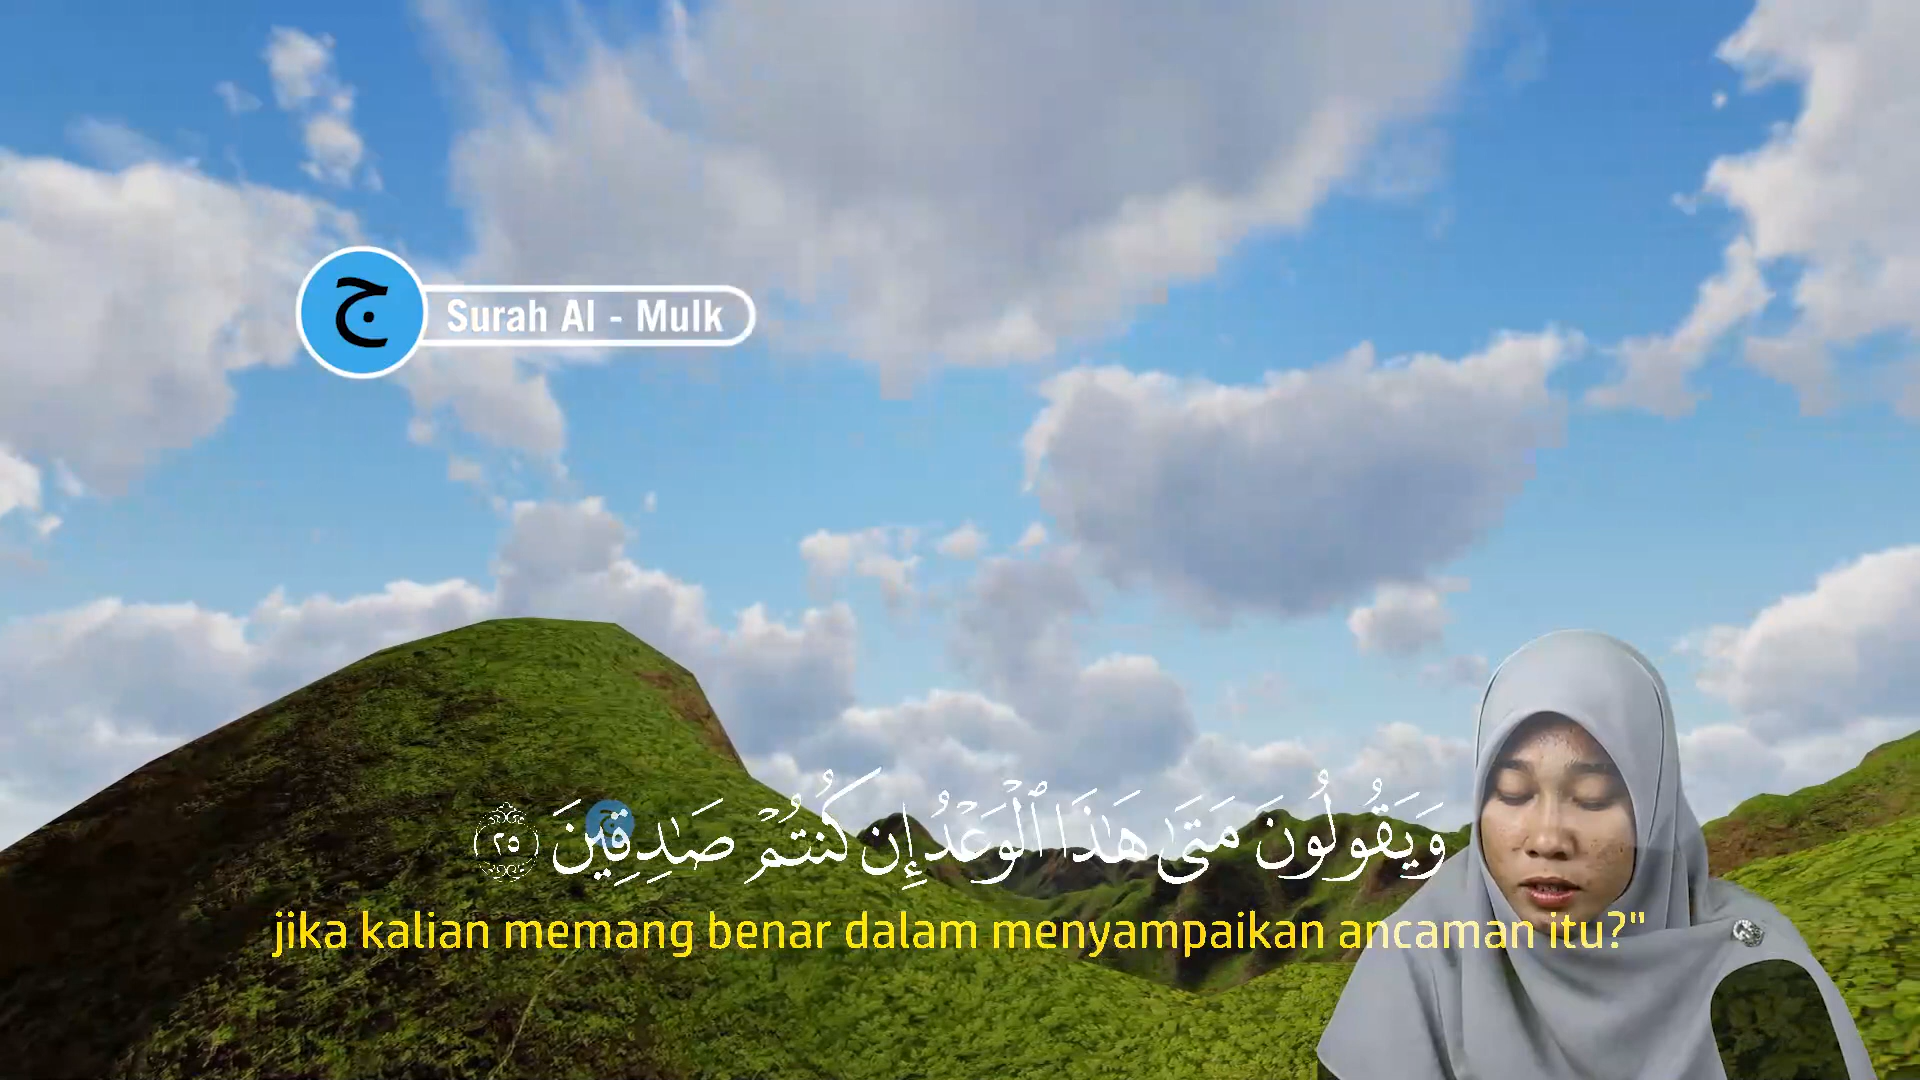 ج
Surah Al - Mulk
وَيَقُولُونَ مَتَىٰ هَٰذَا ٱلْوَعْدُ إِن كُنتُمْ صَٰدِقِينَ ٢٥
jika kalian memang benar dalam menyampaikan ancaman itu?"